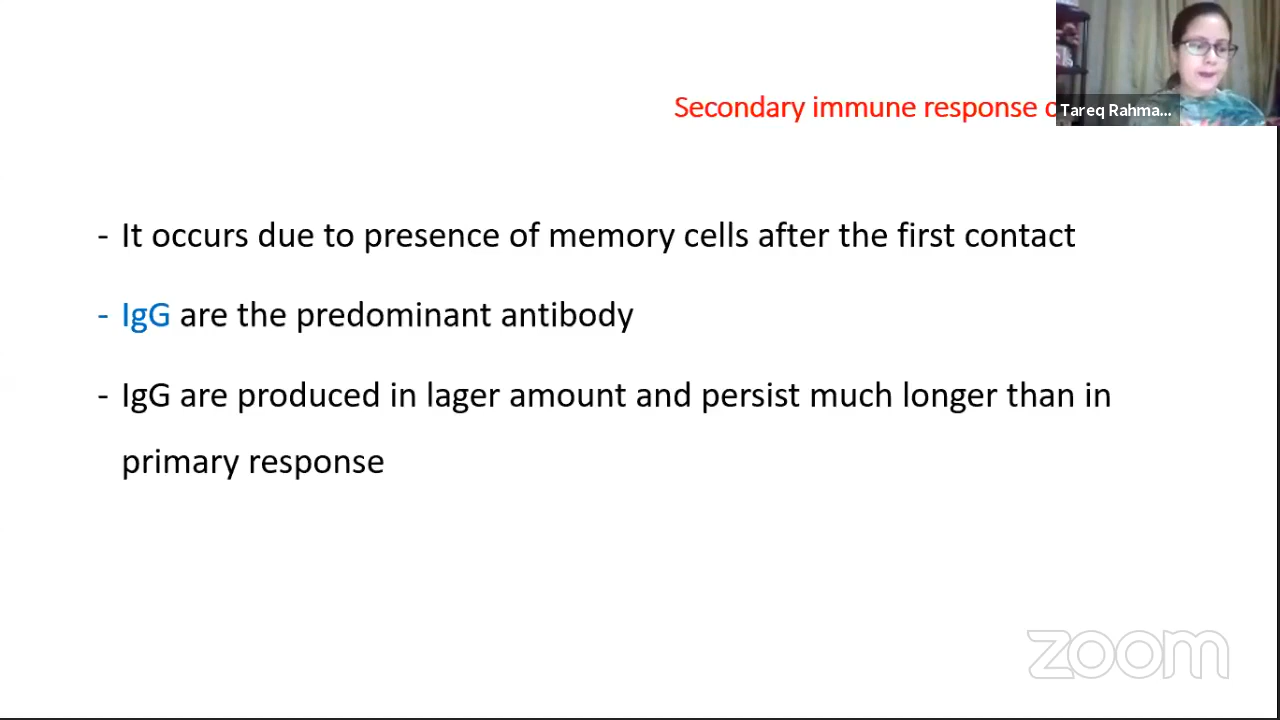 Secondary immune response
Tareq Rahma...
- It occurs due to presence of memory cells after the first contact
- IgG are the predominant antibody
- IgG are produced in lager amount and persist much longer than in
primary response
zoom